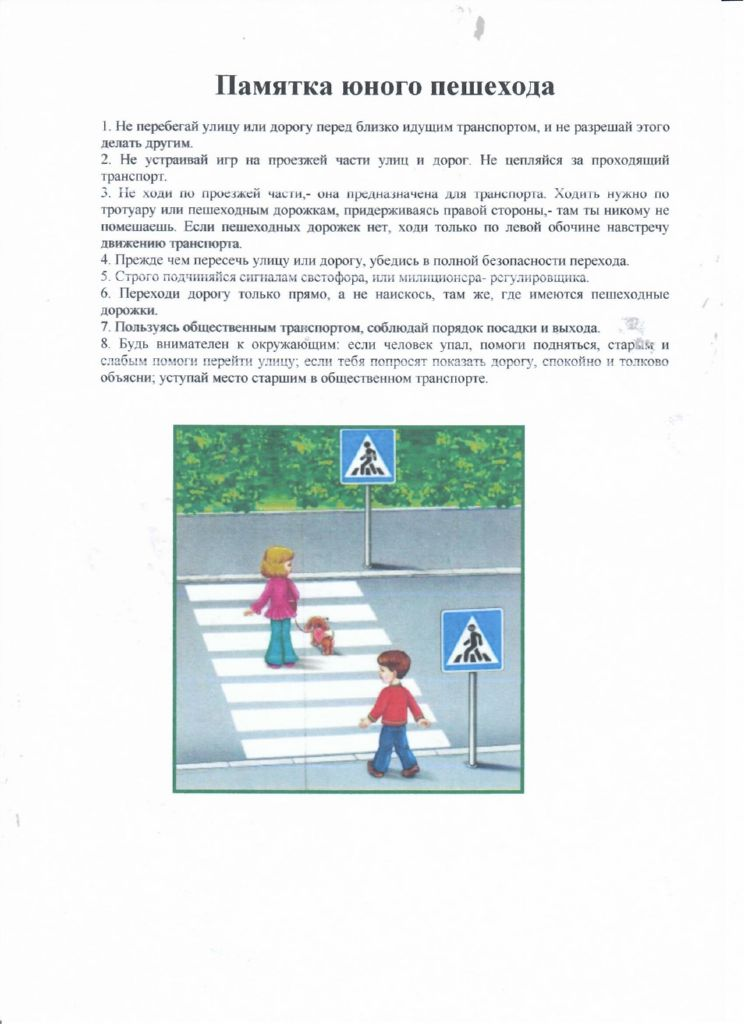 Памятка юного пешехода
1. Не перебегай улицу или дорогу перед близко идущим транспортом, и не разрешай этого
делать другим.
2. Не устраивай игр на проезжей части улиц и дорог. Не цепляйся за проходящий
транспорт.
3. Не ходи по проезжей части,- она предназначена для транспорта. Ходить нужно по
тротуару или пешеходным дорожкам, придерживаясь правой стороны,- там ты никому не
помешаешь. Если пешеходных дорожек нет, ходи только по левой обочине навстречу
движению транспорта.
4. Прежде чем пересечь улицу или дорогу, убедись в полной безопасности перехода.
5. Строго подчиняйся сигналам светофора, или милиционера- регулировщика.
6. Переходи дорогу только прямо, а не наискось, там же, где имеются пешеходные
дорожки.
7. Пользуясь общественным транспортом, соблюдай порядок посадки и выхода.
8. Будь внимателен к окружающим: если человек упал, помоги подняться, старым и
слабым помоги перейти улицу; если тебя попросят показать дорогу, спокойно и толково
объясни; уступай место старшим в общественном транспорте.